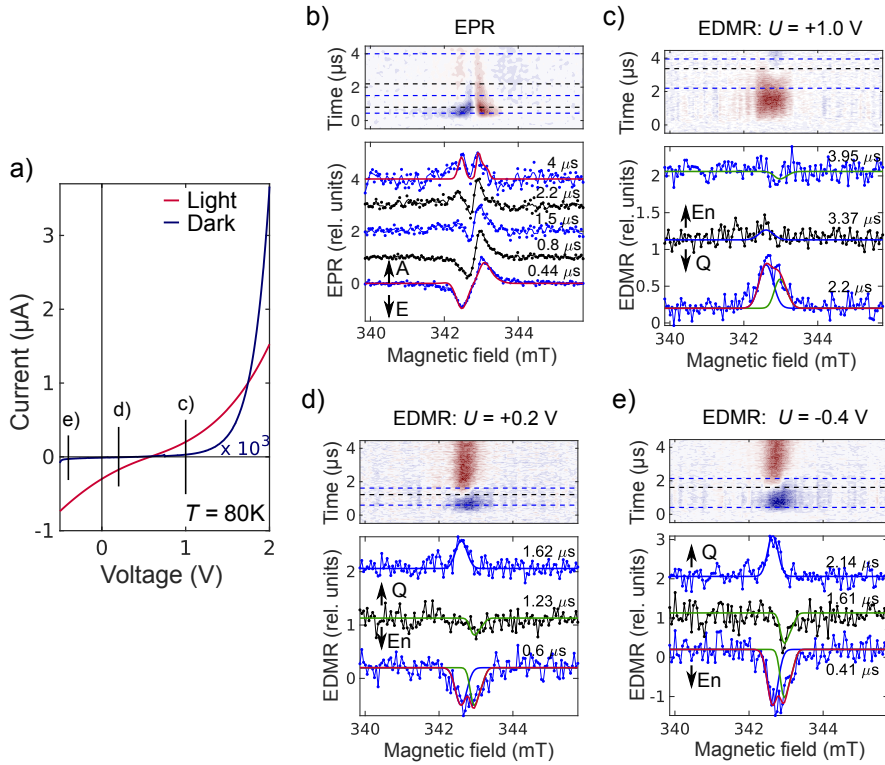 a)
Light
Dark
Current (µA)
3
2
1
0
-1
e)
d)
c)
x 10³
T = 80K
0
1
2
Voltage (V)
b)
EPR
Time (µs)
4
2
0
EPR (rel. units)
4
2
0
4 µs
2.2 µs
1.5 µs
0.8 µs
0.44 µs
A
E
340
342
344
Magnetic field (mT)
c)
EDMR: U = +1.0 V
Time (µs)
4
2
0
EDMR (rel. units)
2.1
1.5
0.8
0.2
3.95 µs
En
3.37 µs
Q
2.2 µs
340
342
344
Magnetic field (mT)
d)
EDMR: U = +0.2 V
Time (µs)
4
2
0
EDMR (rel. units)
2
1
0
1.62 µs
Q
1.23 µs
En
0.6 µs
340
342
344
Magnetic field (mT)
e)
EDMR: U = -0.4 V
Time (µs)
4
2
0
EDMR (rel. units)
3
2
1
0
-1
Q
2.14 µs
1.61 µs
En
0.41 µs
340
342
344
Magnetic field (mT)